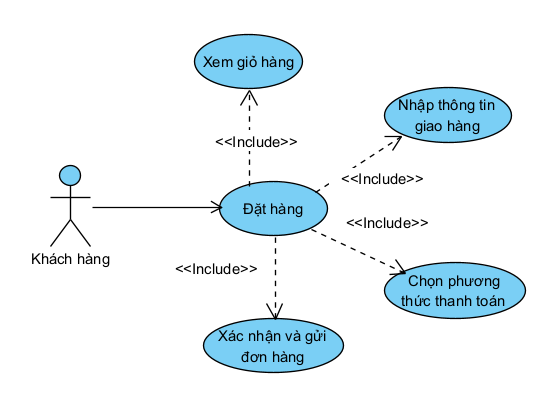 Xem giỏ hàng
Nhập thông tin
giao hàng
<<Include>>
<<Include>>
Đặt hàng
<<Include>>
Khách hàng
<<Include>>
Chọn phương
thức thanh toán
Xác nhận và gửi
đơn hàng